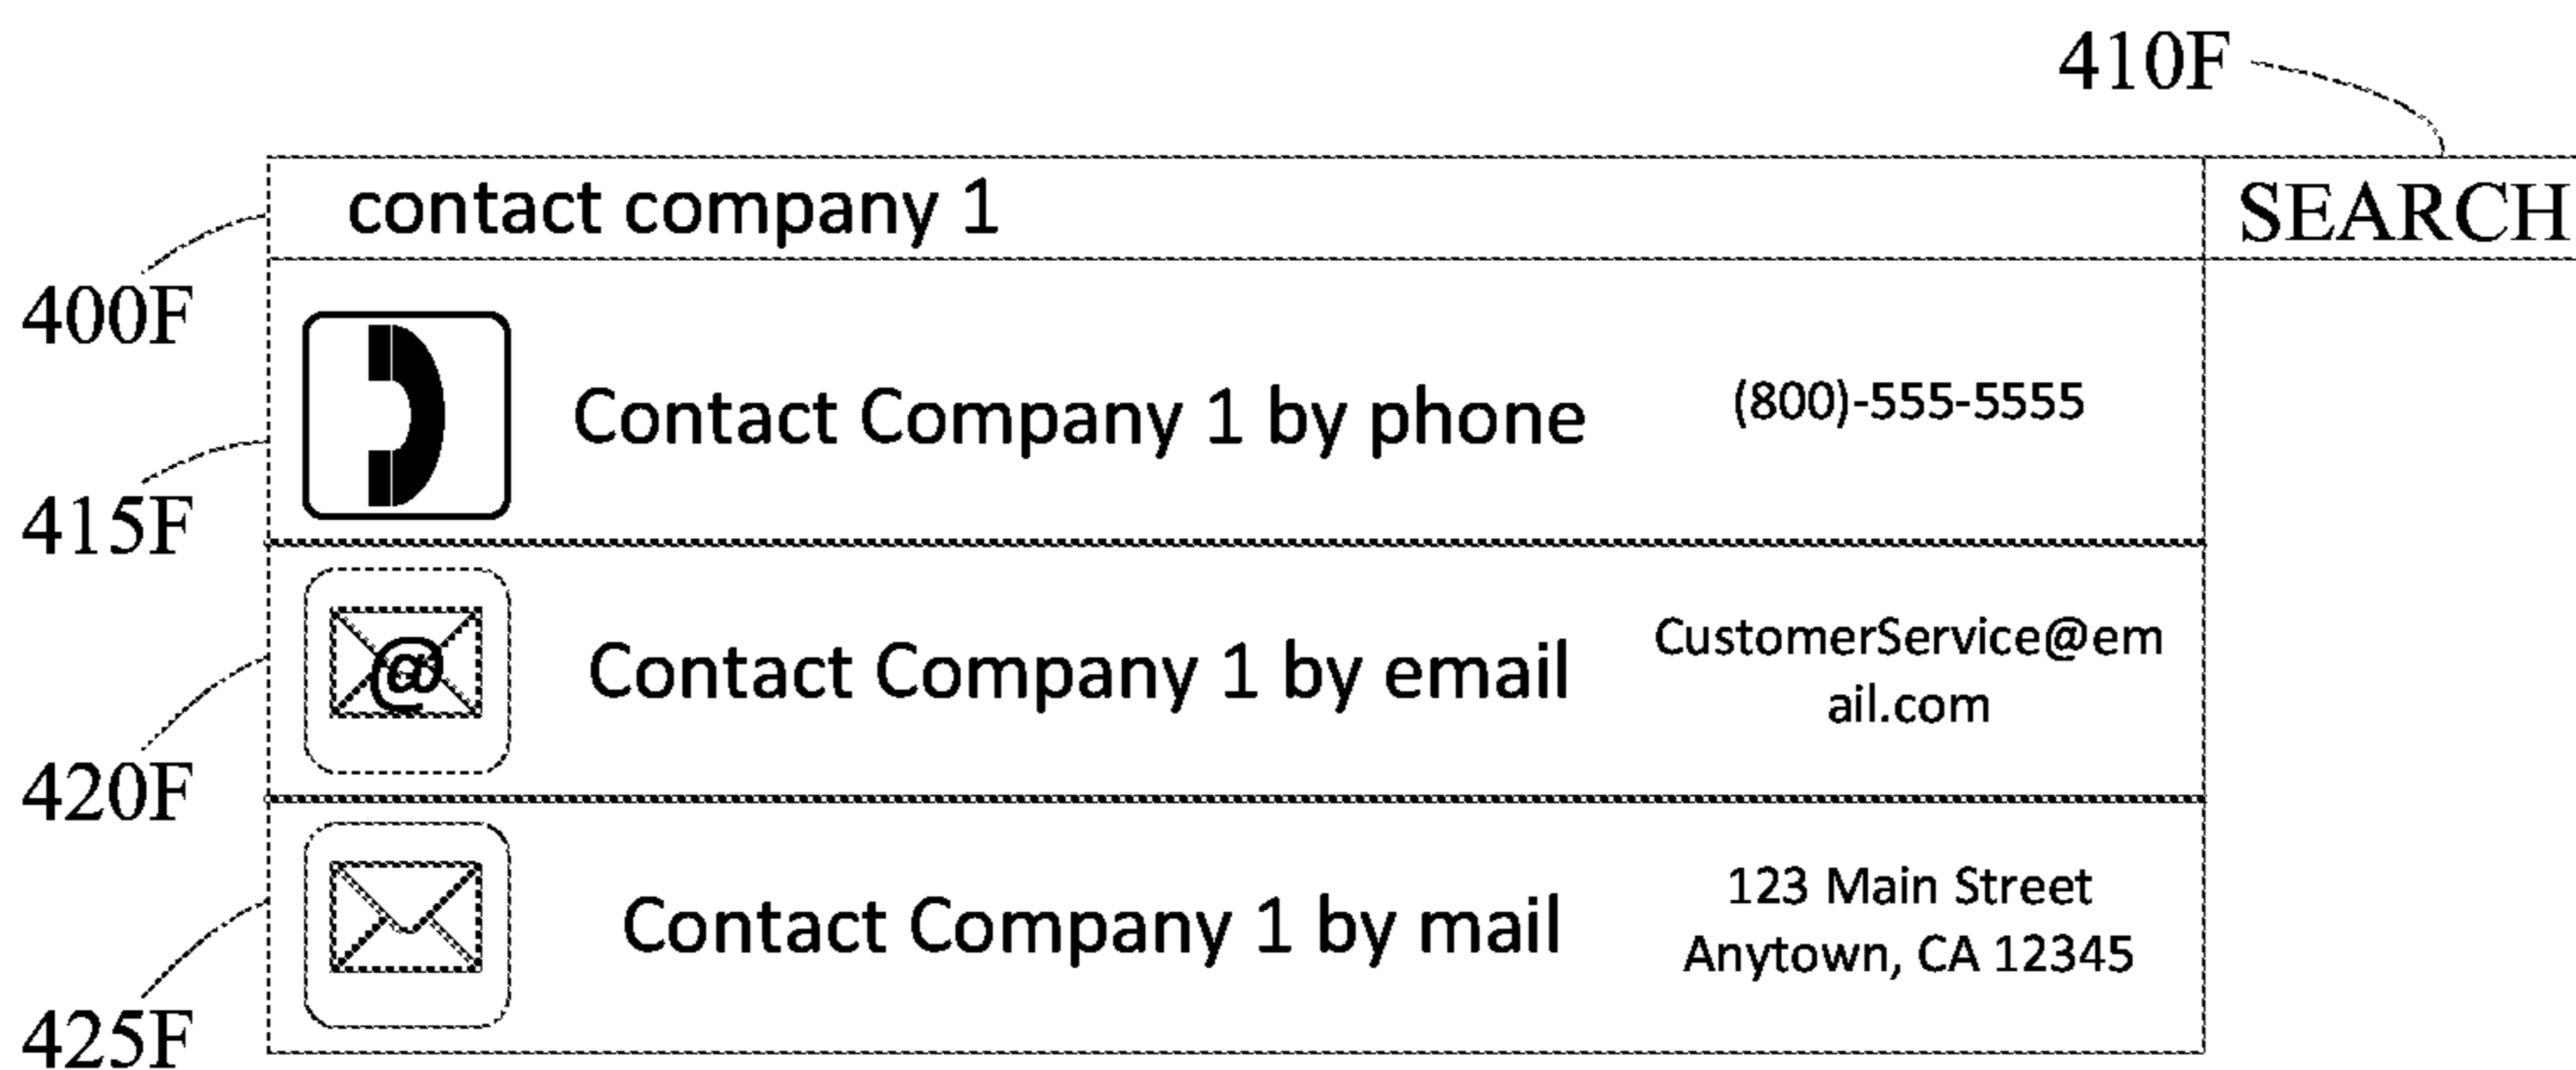 410F
contact company 1 SEARCH
400F
Contact Company 1 by phone (800)-555-5555
415F
Contact Company 1 by email CustomerService@em
ail.com
420F
Contact Company 1 by mail 123 Main Street
Anytown, CA 12345
425F